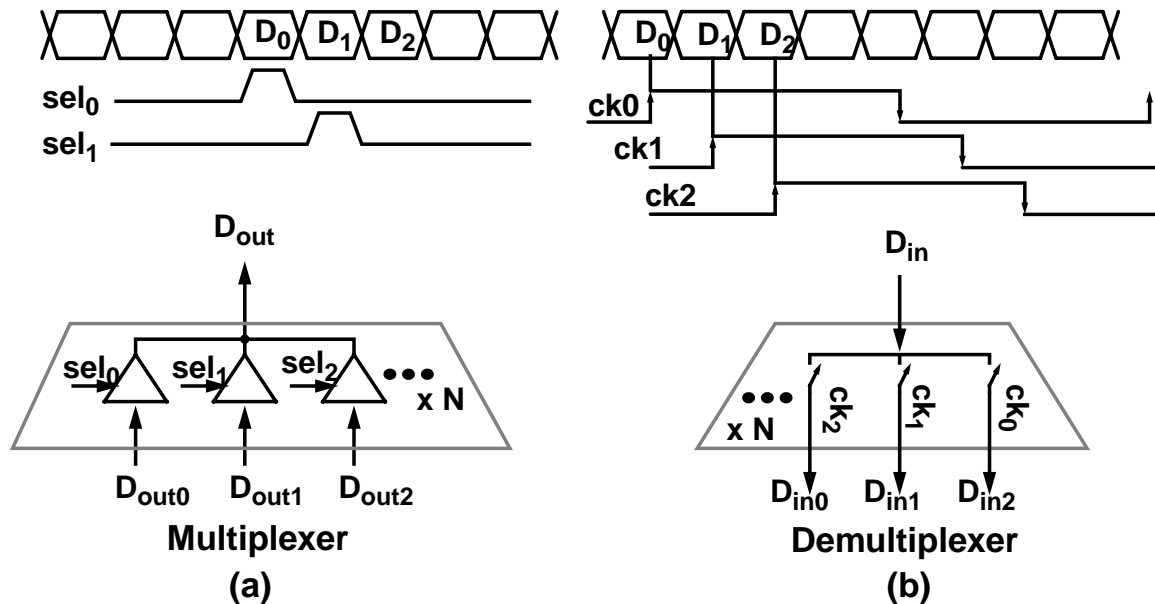 D0 D1 D2
sel0
sel1
Dout
sel0 sel1 sel2
x N
Dout0 Dout1 Dout2
Multiplexer
(a)
D0 D1 D2
ck0
ck1
ck2
Din
x N
ck2 ck1 ck0
Din0 Din1 Din2
Demultiplexer
(b)